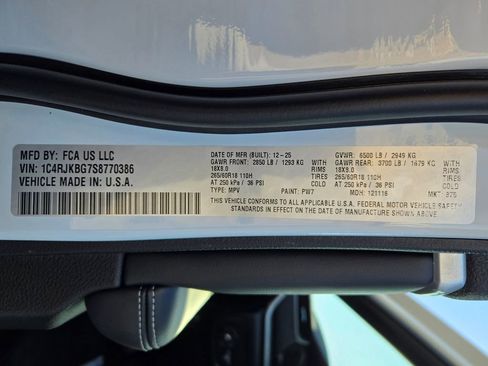 MFD BY: FCA US LLC
VIN: 1C4RJKBG7S8770386
VEHICLE MADE IN: U.S.A.
DATE OF MFR (BUILT): 12-25
GAWR FRONT: 2850 LB / 1293 KG
18X8.0 RIMS
265/60R18 110H TIRES
AT 250 kPa / 36 PSI COLD
TYPE: MPV PAINT: PW7
GVWR: 6500 LB / 2949 KG
GAWR REAR: 3700 LB / 1679 KG
18X8.0 RIMS
265/60R18 110H TIRES
AT 250 kPa / 36 PSI COLD
MDH: 121116 MKT:
THIS VEHICLE CONFORMS TO ALL APPLICABLE U.S.A. FEDERAL MOTOR VEHICLE SAFETY
STANDARDS IN EFFECT ON THE DATE OF MANUFACTURE SHOWN ABOVE.